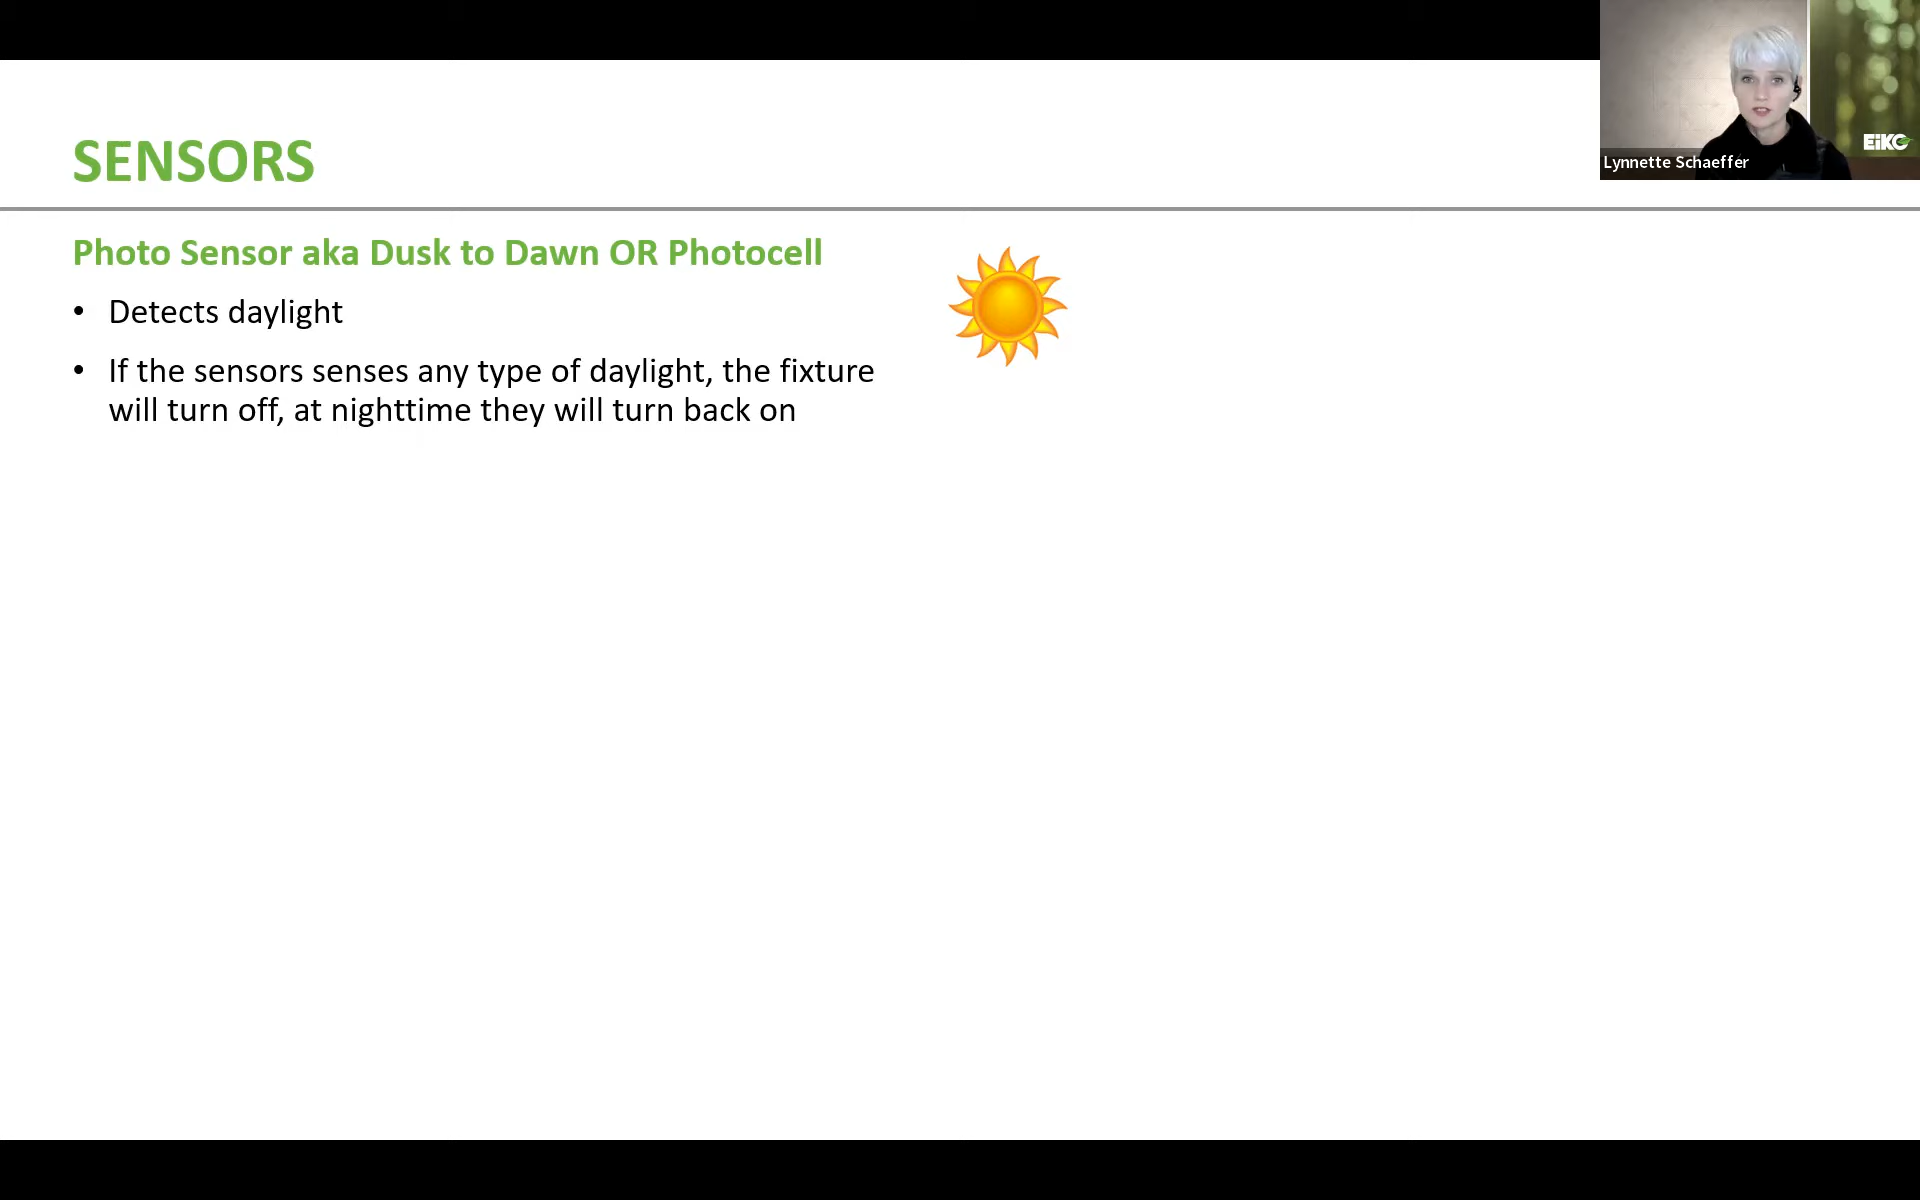 SENSORS
Photo Sensor aka Dusk to Dawn OR Photocell
• Detects daylight
• If the sensors senses any type of daylight, the fixture
will turn off, at nighttime they will turn back on
EiKO
Lynnette Schaeffer